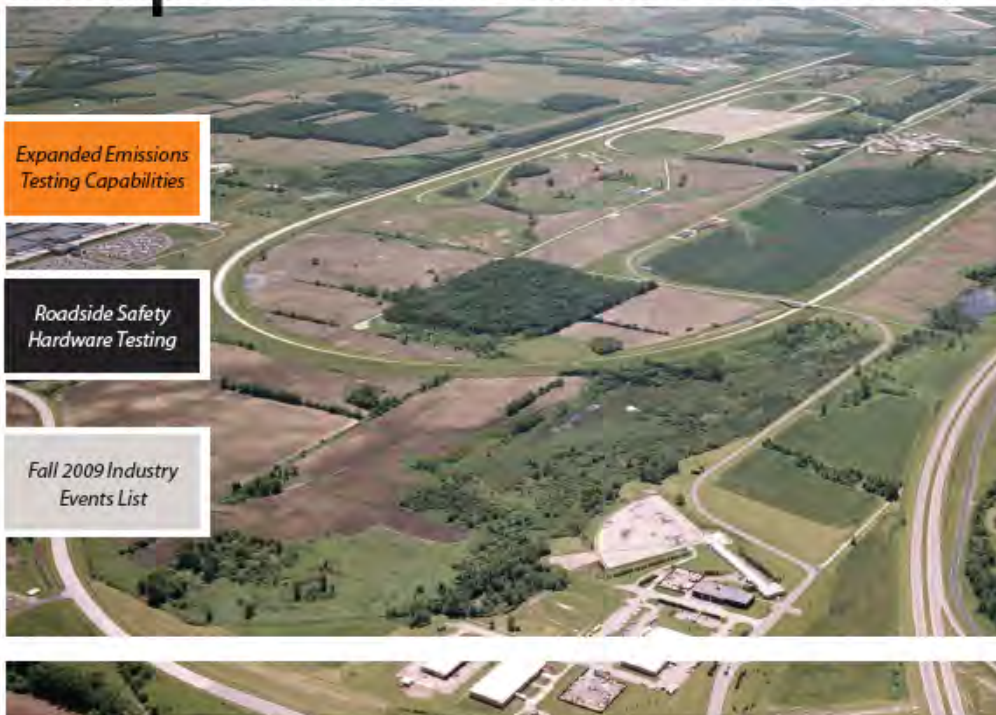 Expanded Emissions
Testing Capabilities
Roadside Safety
Hardware Testing
Fall 2009 Industry
Events List